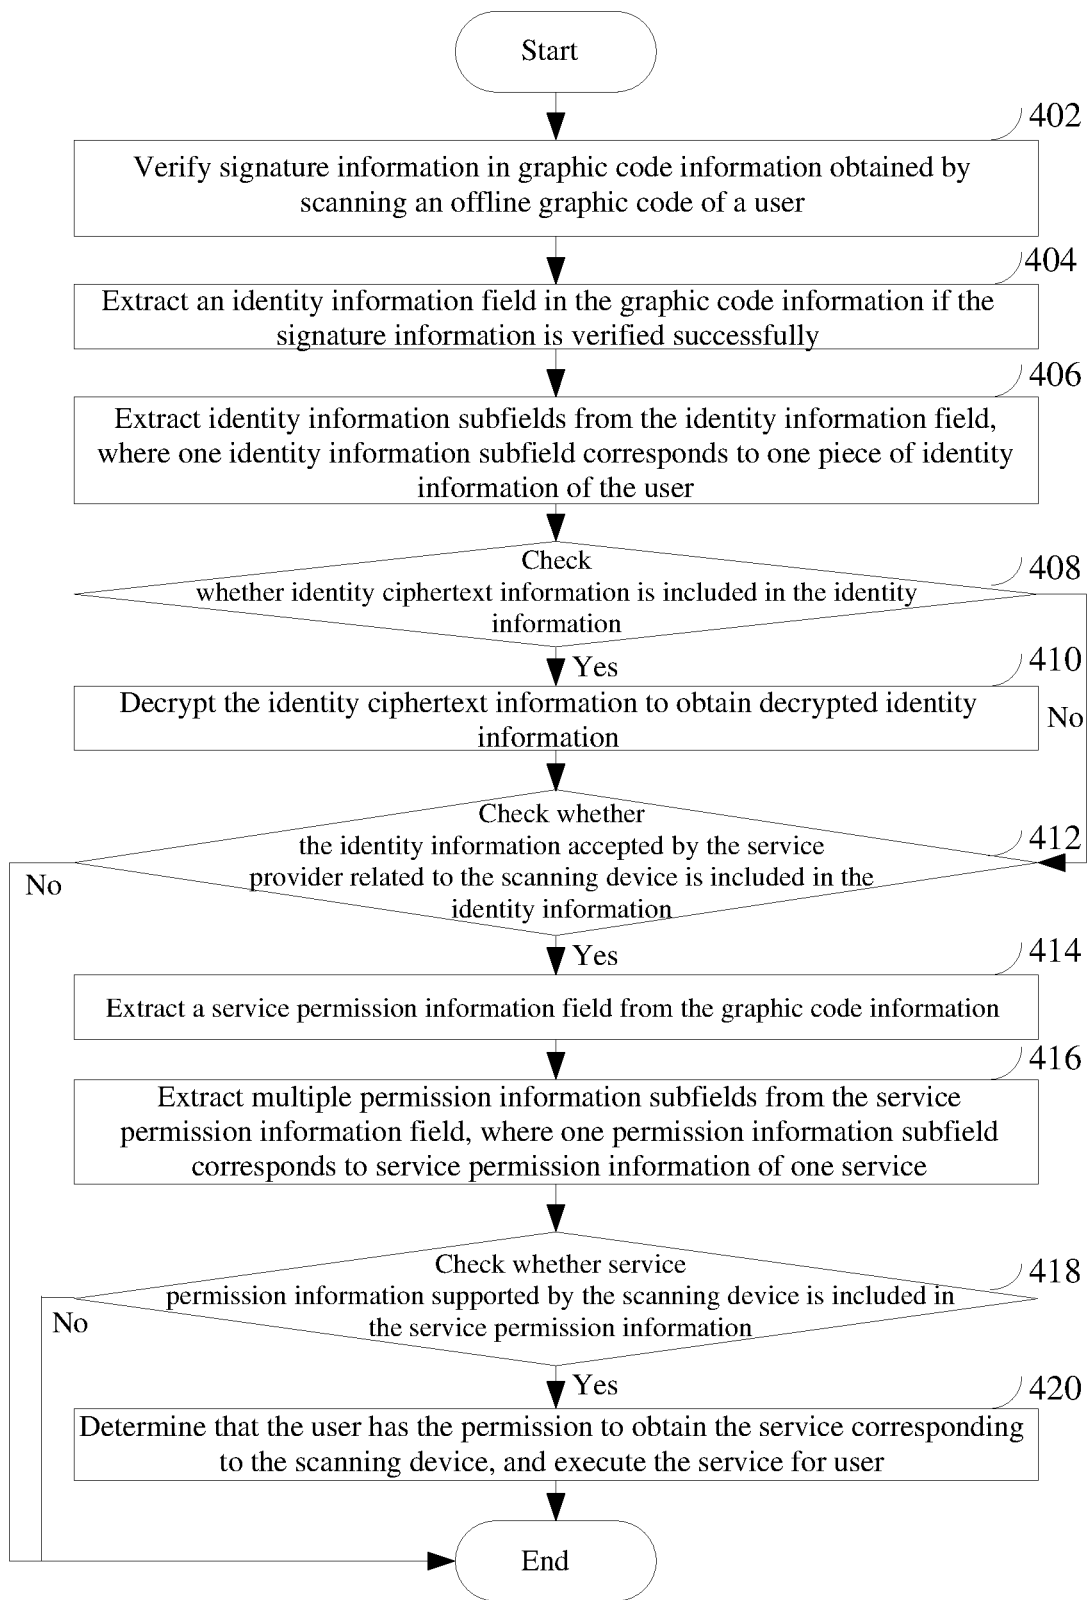 Start
402
Verify signature information in graphic code information obtained by
scanning an offline graphic code of a user
404
Extract an identity information field in the graphic code information if the
signature information is verified successfully
406
Extract identity information subfields from the identity information field,
where one identity information subfield corresponds to one piece of identity
information of the user
Check
408
whether identity ciphertext information is included in the identity
information
Yes
410
Decrypt the identity ciphertext information to obtain decrypted identity
information
No
Check whether
412
the identity information accepted by the service
provider related to the scanning device is included in the
identity information
No
Yes
414
Extract a service permission information field from the graphic code information
416
Extract multiple permission information subfields from the service
permission information field, where one permission information subfield
corresponds to service permission information of one service
Check whether service
418
permission information supported by the scanning device is included in
the service permission information
No
Yes
420
Determine that the user has the permission to obtain the service corresponding
to the scanning device, and execute the service for user
End